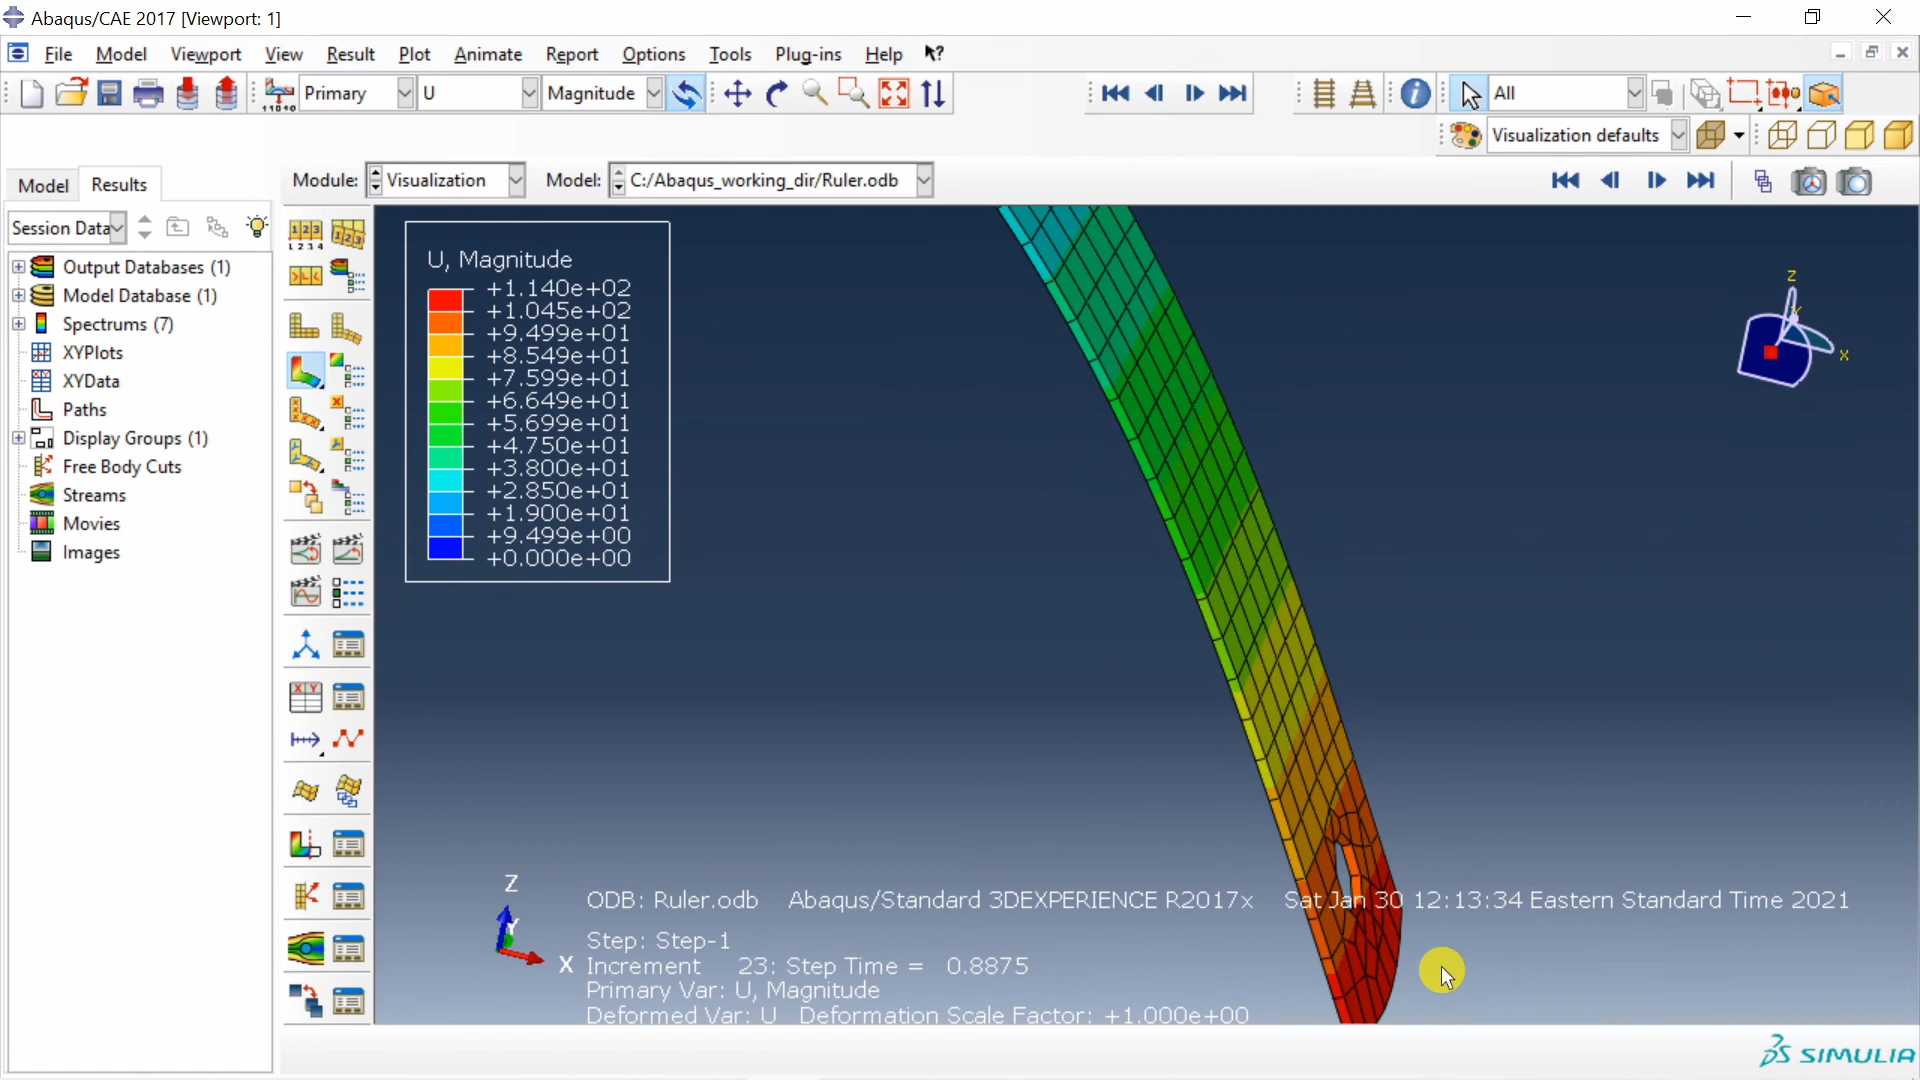 Abaqus/CAE 2017 [Viewport: 1]
File Model Viewport View Result Plot Animate Report Options Tools Plug-ins Help
Primary U Magnitude All
Visualization defaults
Model Results
Module: Visualization Model: C:/Abaqus_working_dir/Ruler.odb
Session Data
Output Databases (1)
Model Database (1)
Spectrums (7)
XYPlots
XYData
Paths
Display Groups (1)
Free Body Cuts
Streams
Movies
Images
U, Magnitude
+1.140e+02
+1.045e+02
+9.499e+01
+8.549e+01
+7.599e+01
+6.649e+01
+5.699e+01
+4.750e+01
+3.800e+01
+2.850e+01
+1.900e+01
+9.499e+00
+0.000e+00
Z
Y
X
Z
Y
X
ODB: Ruler.odb Abaqus/Standard 3DEXPERIENCE R2017x Sat Jan 30 12:13:34 Eastern Standard Time 2021
Step: Step-1
Increment 23: Step Time = 0.8875
Primary Var: U, Magnitude
Deformed Var: U Deformation Scale Factor: +1.000e+00
SIMULIA